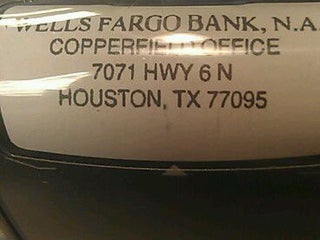 WELLS FARGO BANK, N.A.
COPPERFIELD OFFICE
7071 HWY 6 N
HOUSTON, TX 77095